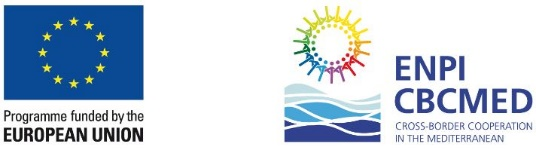 Programme funded by the
EUROPEAN UNION
ENPI
CBCMED
CROSS-BORDER COOPERATION
IN THE MEDITERRANEAN